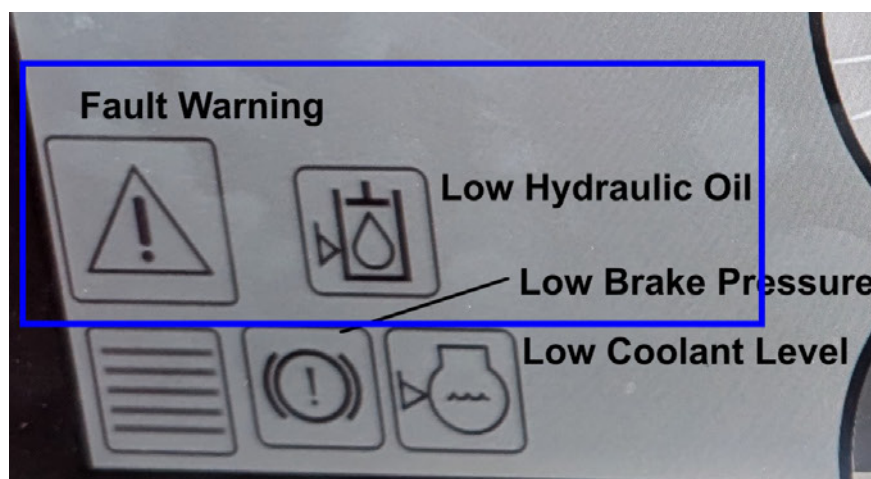 Fault Warning
Low Hydraulic Oil
Low Brake Pressure
Low Coolant Level